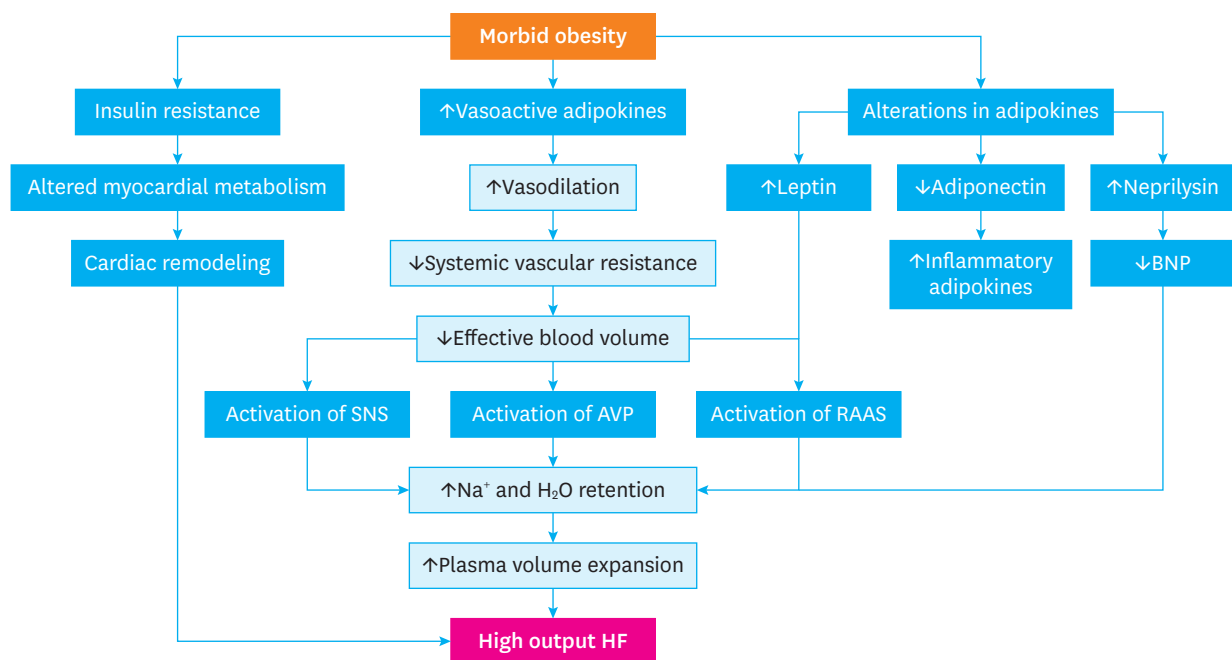 Morbid obesity
Insulin resistance
↑Vasoactive adipokines
Alterations in adipokines
Altered myocardial metabolism
↑Vasodilation
↑Leptin
↓Adiponectin
↑Neprilysin
Cardiac remodeling
↓Systemic vascular resistance
↑Inflammatory
adipokines
↓BNP
↓Effective blood volume
Activation of SNS
Activation of AVP
Activation of RAAS
↑Na⁺ and H₂O retention
↑Plasma volume expansion
High output HF